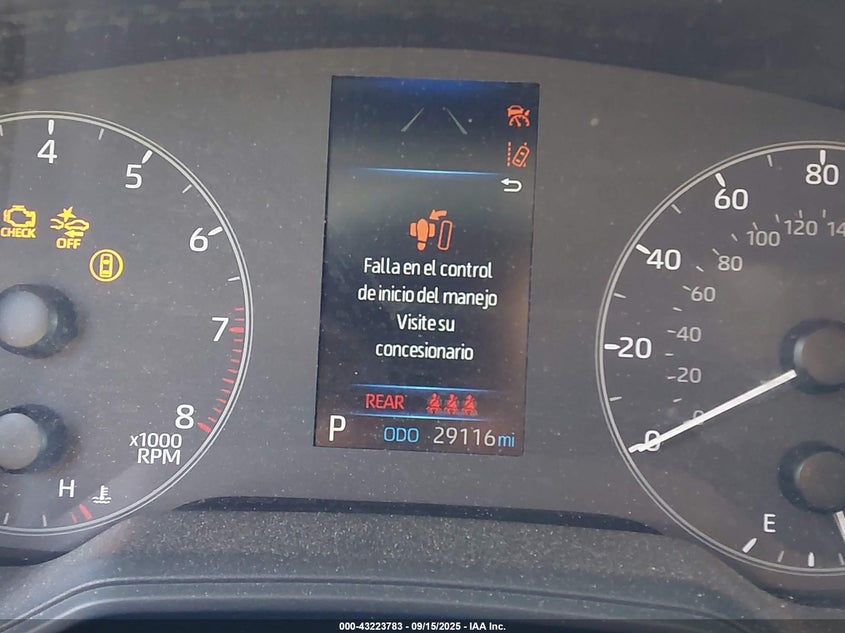 4
5
6
7
8
x1000
RPM
H
CHECK
OFF
Falla en el control
de inicio del manejo
Visite su
concesionario
REAR
P ODO 29116 mi
80
60
40
20
0
120
100
80
60
40
20
0
E
000-43223783 - 09/15/2025 - IAA Inc.